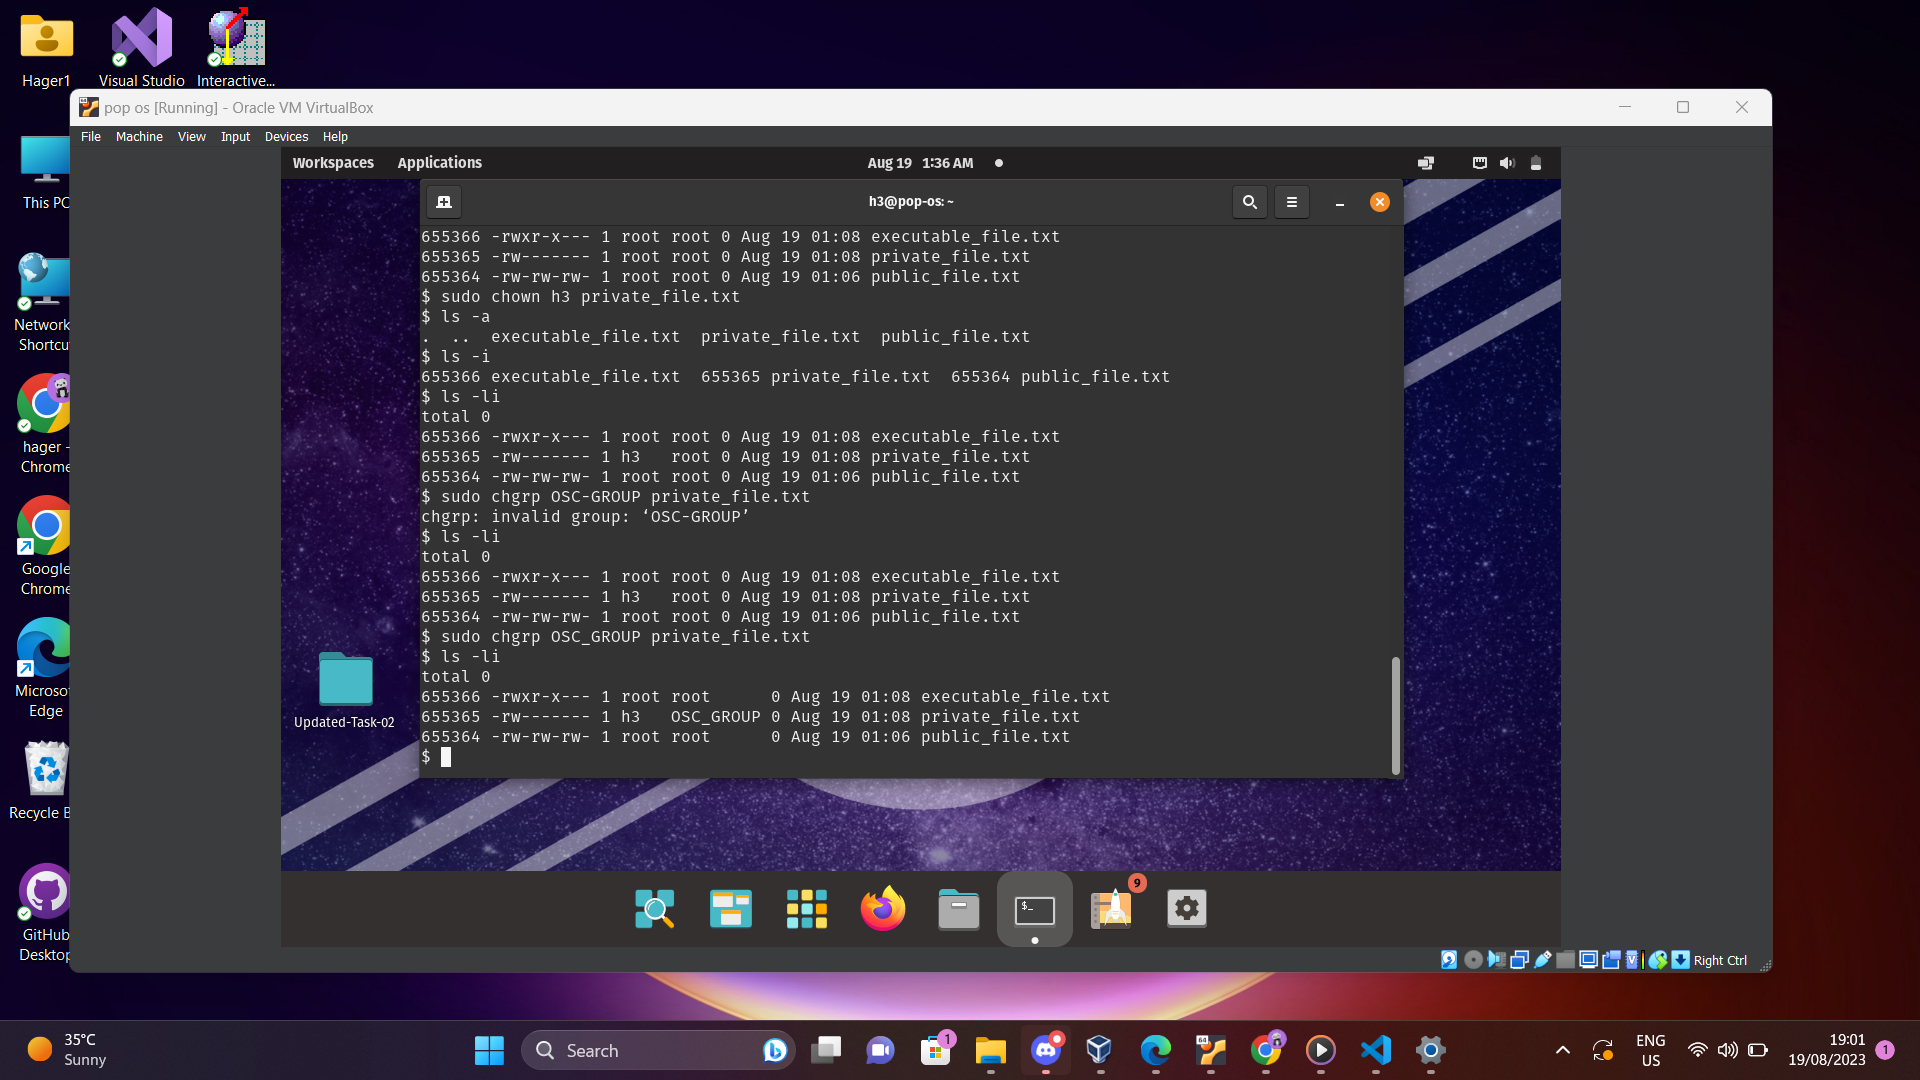 Hager1
Visual Studio
Interactive...
pop os [Running] - Oracle VM VirtualBox
File Machine View Input Devices Help
Workspaces Applications
Aug 19 1:36 AM
h3@pop-os: ~
655366 -rwxr-x--- 1 root root 0 Aug 19 01:08 executable_file.txt
655365 -rw------- 1 root root 0 Aug 19 01:08 private_file.txt
655364 -rw-rw-rw- 1 root root 0 Aug 19 01:06 public_file.txt
$ sudo chown h3 private_file.txt
$ ls -a
. .. executable_file.txt private_file.txt public_file.txt
$ ls -i
655366 executable_file.txt 655365 private_file.txt 655364 public_file.txt
$ ls -li
total 0
655366 -rwxr-x--- 1 root root 0 Aug 19 01:08 executable_file.txt
655365 -rw------- 1 h3 root 0 Aug 19 01:08 private_file.txt
655364 -rw-rw-rw- 1 root root 0 Aug 19 01:06 public_file.txt
$ sudo chgrp OSC-GROUP private_file.txt
chgrp: invalid group: ‘OSC-GROUP’
$ ls -li
total 0
655366 -rwxr-x--- 1 root root 0 Aug 19 01:08 executable_file.txt
655365 -rw------- 1 h3 root 0 Aug 19 01:08 private_file.txt
655364 -rw-rw-rw- 1 root root 0 Aug 19 01:06 public_file.txt
$ sudo chgrp OSC_GROUP private_file.txt
$ ls -li
total 0
655366 -rwxr-x--- 1 root root 0 Aug 19 01:08 executable_file.txt
655365 -rw------- 1 h3 OSC_GROUP 0 Aug 19 01:08 private_file.txt
655364 -rw-rw-rw- 1 root root 0 Aug 19 01:06 public_file.txt
$
This PC
Network
Shortcu
hager -
Chrome
Google
Chrome
Microsof
Edge
Recycle B
GitHub
Desktop
Updated-Task-02
$_
9
V
Right Ctrl
35°C
Sunny
Search
1
64
ENG
US
19:01
19/08/2023
1